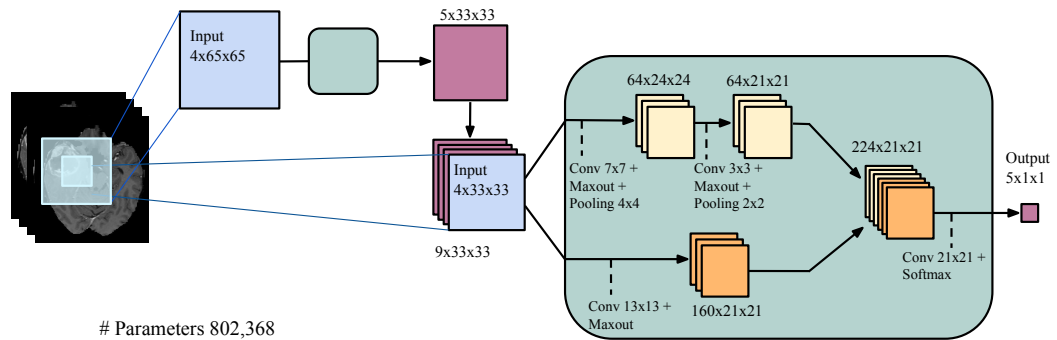 Input
4x65x65
5x33x33
Input
4x33x33
9x33x33
64x24x24
64x21x21
Conv 7x7 +
Maxout +
Pooling 4x4
Conv 3x3 +
Maxout +
Pooling 2x2
224x21x21
Conv 13x13 +
Maxout
160x21x21
Conv 21x21 +
Softmax
Output
5x1x1
# Parameters 802,368